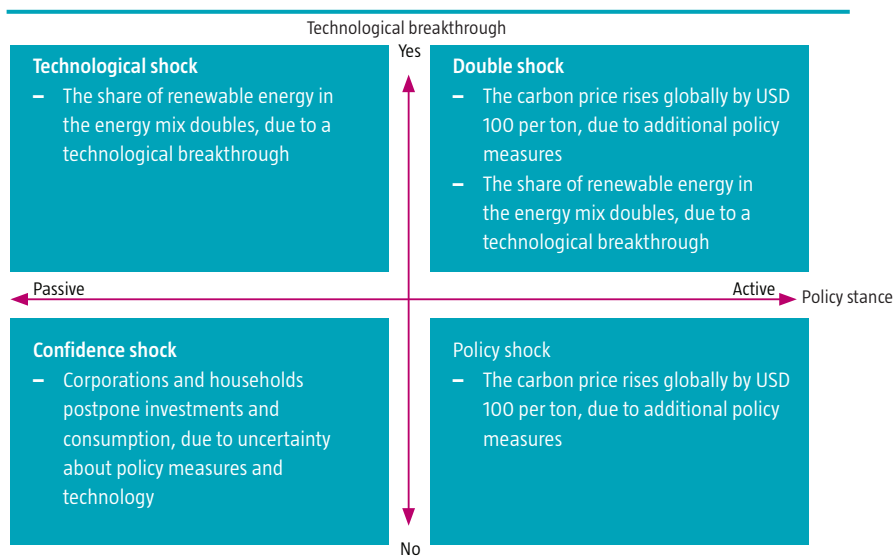 Technological breakthrough
Yes
Technological shock
– The share of renewable energy in
the energy mix doubles, due to a
technological breakthrough
Double shock
– The carbon price rises globally by USD
100 per ton, due to additional policy
measures
– The share of renewable energy in
the energy mix doubles, due to a
technological breakthrough
Passive
Active
Policy stance
Confidence shock
– Corporations and households
postpone investments and
consumption, due to uncertainty
about policy measures and
technology
Policy shock
– The carbon price rises globally by USD
100 per ton, due to additional policy
measures
No